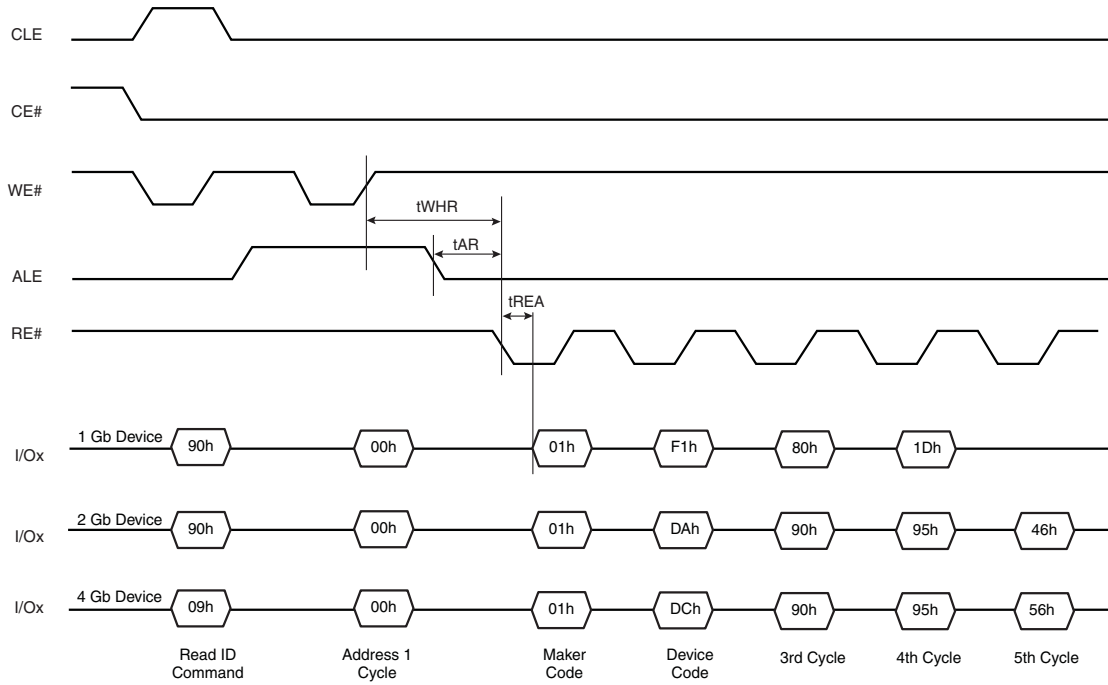 CLE
CE#
WE#
tWHR
tAR
ALE
tREA
RE#
I/Ox 1 Gb Device 90h 00h 01h F1h 80h 1Dh
I/Ox 2 Gb Device 90h 00h 01h DAh 90h 95h 46h
I/Ox 4 Gb Device 09h 00h 01h DCh 90h 95h 56h
Read ID Address 1 Maker Device 3rd Cycle 4th Cycle 5th Cycle
Command Cycle Code Code